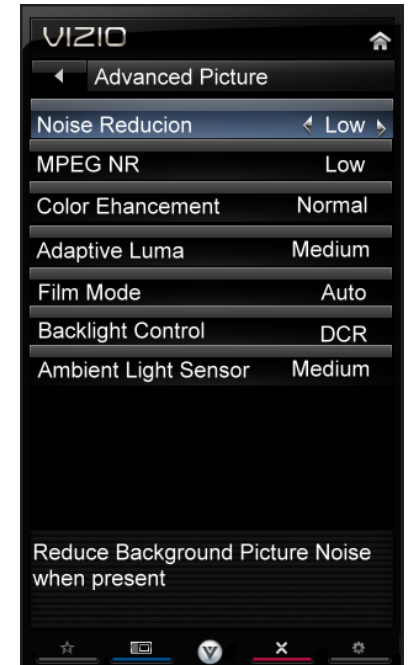 VIZIO
Advanced Picture
Noise Reducion Low
MPEG NR Low
Color Ehancement Normal
Adaptive Luma Medium
Film Mode Auto
Backlight Control DCR
Ambient Light Sensor Medium
Reduce Background Picture Noise
when present
V